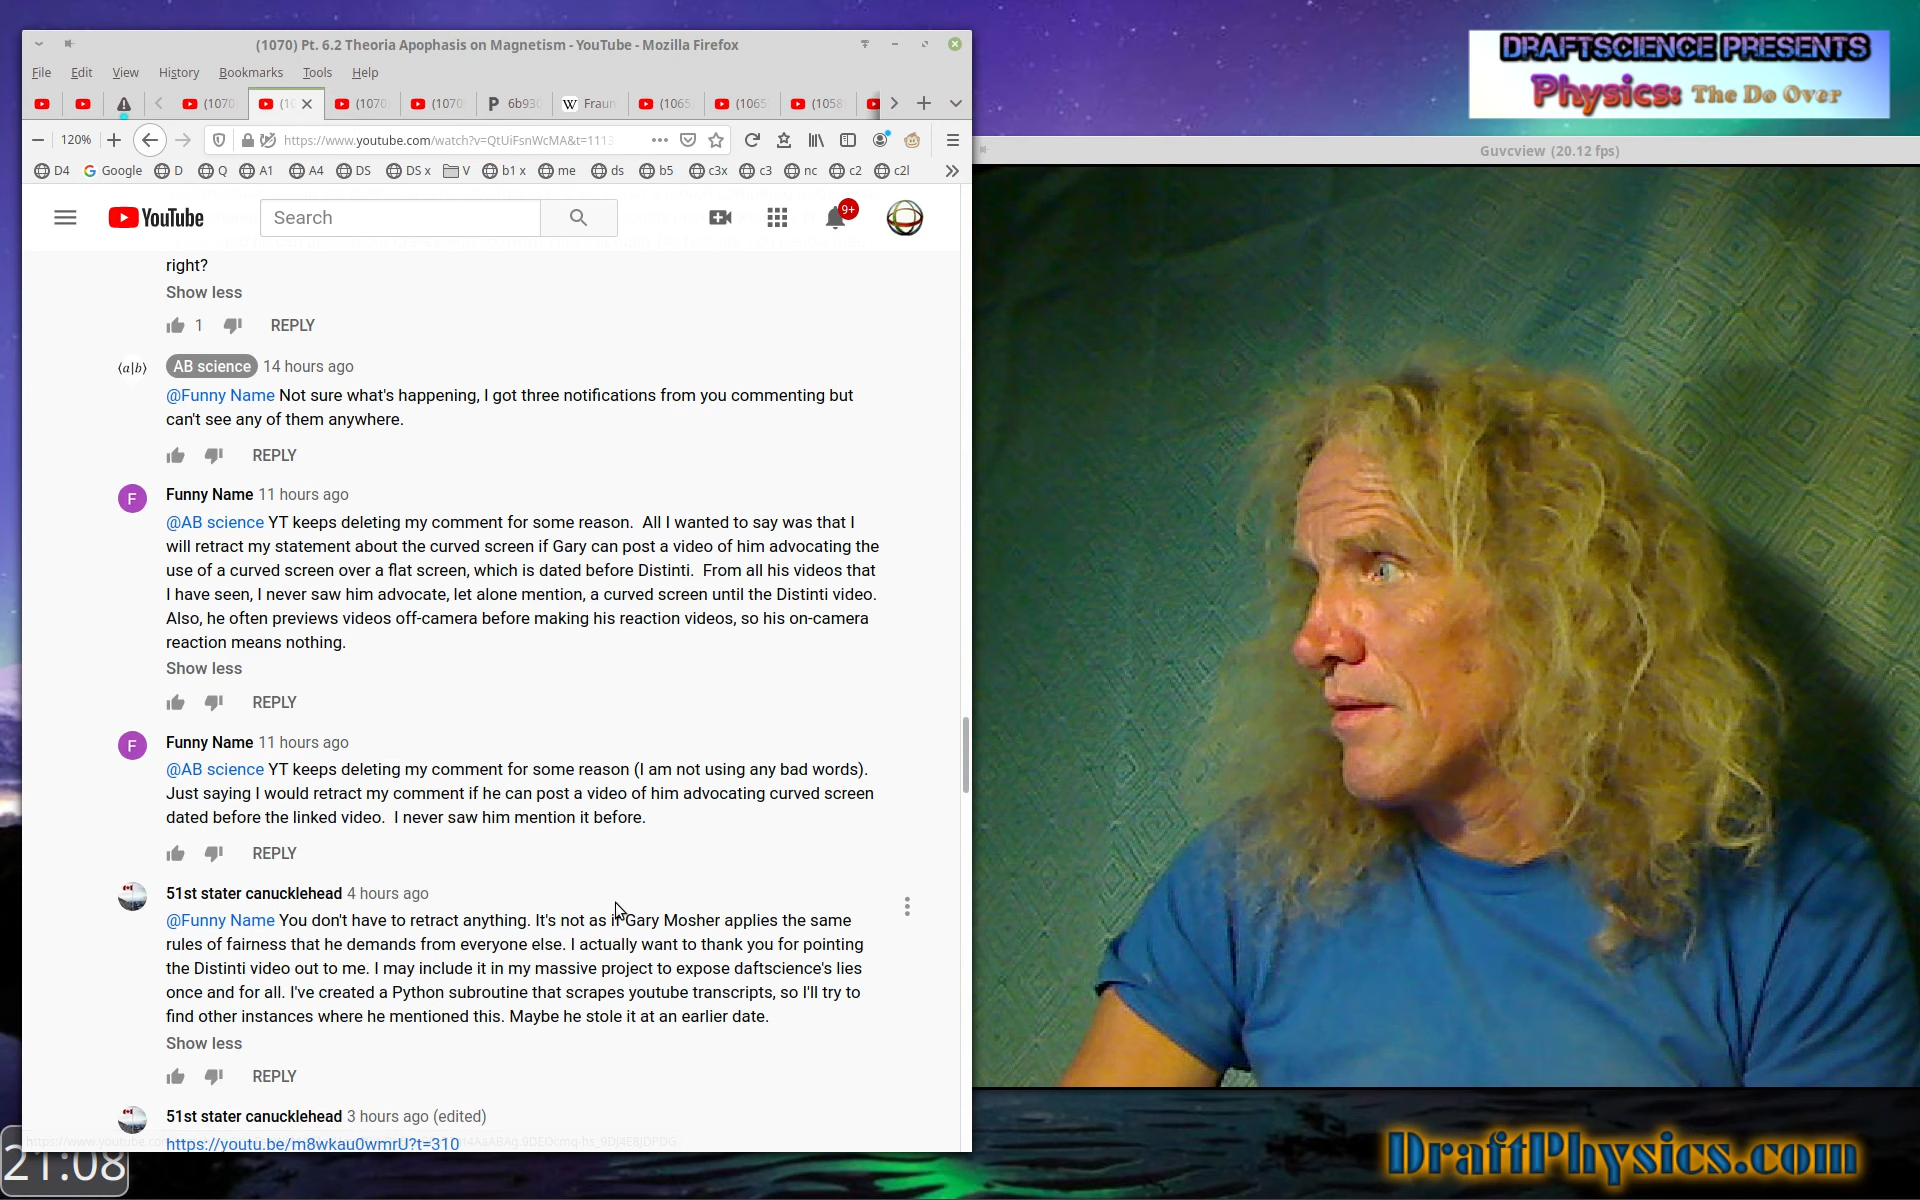 (1070) Pt. 6.2 Theoria Apophasis on Magnetism - YouTube - Mozilla Firefox
File Edit View History Bookmarks Tools Help
(1070 (10 (1070 (1070 6b930 Fraun (1065 (1065 (1058
120% https://www.youtube.com/watch?v=QtUiFsnWcMA&t=1113
D4 Google D Q A1 A4 DS DS x V b1 x me ds b5 c3x c3 nc c2 c2l
YouTube Search 9+
right?
Show less
1 REPLY
(a|b) AB science 14 hours ago
@Funny Name Not sure what's happening, I got three notifications from you commenting but
can't see any of them anywhere.
REPLY
F Funny Name 11 hours ago
@AB science YT keeps deleting my comment for some reason. All I wanted to say was that I
will retract my statement about the curved screen if Gary can post a video of him advocating the
use of a curved screen over a flat screen, which is dated before Distinti. From all his videos that
I have seen, I never saw him advocate, let alone mention, a curved screen until the Distinti video.
Also, he often previews videos off-camera before making his reaction videos, so his on-camera
reaction means nothing.
Show less
REPLY
F Funny Name 11 hours ago
@AB science YT keeps deleting my comment for some reason (I am not using any bad words).
Just saying I would retract my comment if he can post a video of him advocating curved screen
dated before the linked video. I never saw him mention it before.
REPLY
51st stater canucklehead 4 hours ago
@Funny Name You don't have to retract anything. It's not as if Gary Mosher applies the same
rules of fairness that he demands from everyone else. I actually want to thank you for pointing
the Distinti video out to me. I may include it in my massive project to expose daftscience's lies
once and for all. I've created a Python subroutine that scrapes youtube transcripts, so I'll try to
find other instances where he mentioned this. Maybe he stole it at an earlier date.
Show less
REPLY
51st stater canucklehead 3 hours ago (edited)
https://youtu.be/m8wkau0wmrU?t=310
21:08
DRAFTSCIENCE PRESENTS
Physics: The Do Over
Guvcview (20.12 fps)
DraftPhysics.com